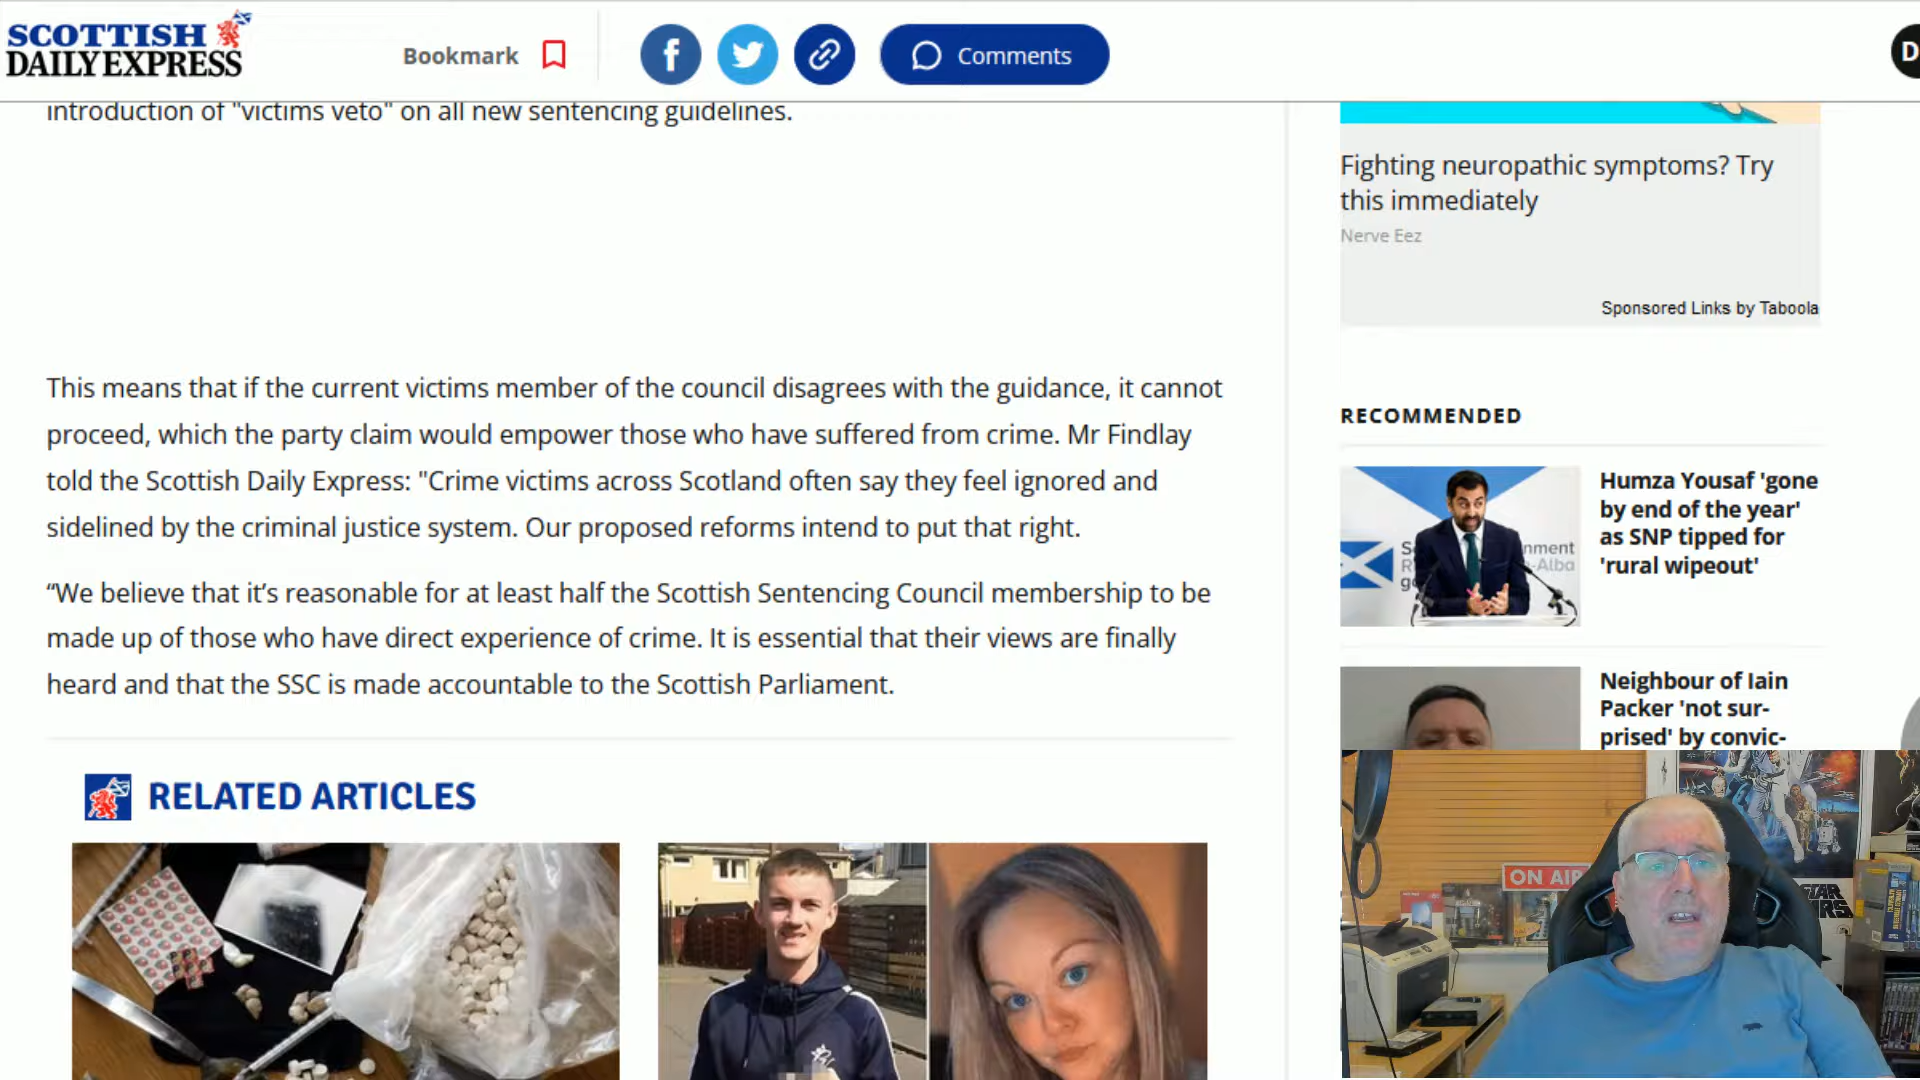 SCOTTISH
DAILY EXPRESS
Bookmark
Comments
D
introduction of "victims veto" on all new sentencing guidelines.
This means that if the current victims member of the council disagrees with the guidance, it cannot
proceed, which the party claim would empower those who have suffered from crime. Mr Findlay
told the Scottish Daily Express: "Crime victims across Scotland often say they feel ignored and
sidelined by the criminal justice system. Our proposed reforms intend to put that right.
“We believe that it’s reasonable for at least half the Scottish Sentencing Council membership to be
made up of those who have direct experience of crime. It is essential that their views are finally
heard and that the SSC is made accountable to the Scottish Parliament.
RELATED ARTICLES
Fighting neuropathic symptoms? Try
this immediately
Nerve Eez
Sponsored Links by Taboola
RECOMMENDED
Humza Yousaf 'gone
by end of the year'
as SNP tipped for
'rural wipeout'
nment
-Alba
Neighbour of Iain
Packer 'not sur-
prised' by convic-
ON AIR
STAR
WARS